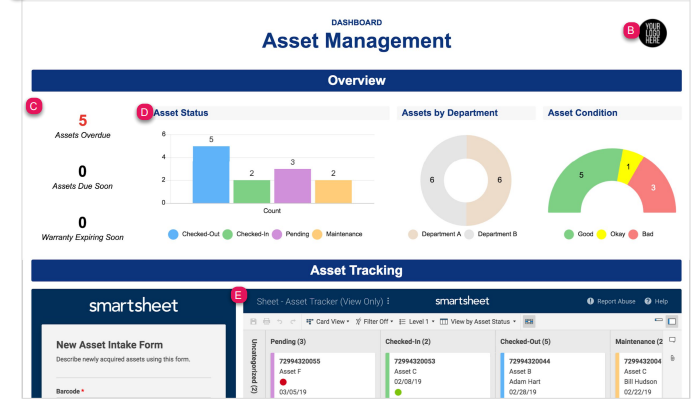 DASHBOARD
Asset Management
B
YOUR
LOGO
HERE
Overview
C
5
Assets Overdue
0
Assets Due Soon
0
Warranty Expiring Soon
D
Asset Status
6
4
2
0
5
2
3
2
Count
Checked-Out Checked-In Pending Maintenance
Assets by Department
6 6
Department A Department B
Asset Condition
5
1
3
Good Okay Bad
Asset Tracking
smartsheet
New Asset Intake Form
Describe newly acquired assets using this form.
Barcode *
E
Sheet - Asset Tracker (View Only)
smartsheet
Report Abuse Help
Card View Filter Off Level 1 View by Asset Status
Uncategorized (2)
Pending (3)
72994320055
Asset F
03/05/19
Checked-In (2)
72994320053
Asset C
02/08/19
Checked-Out (5)
72994320044
Asset B
Adam Hart
02/28/19
Maintenance (2
7299432004
Asset C
Bill Hudson
02/22/19